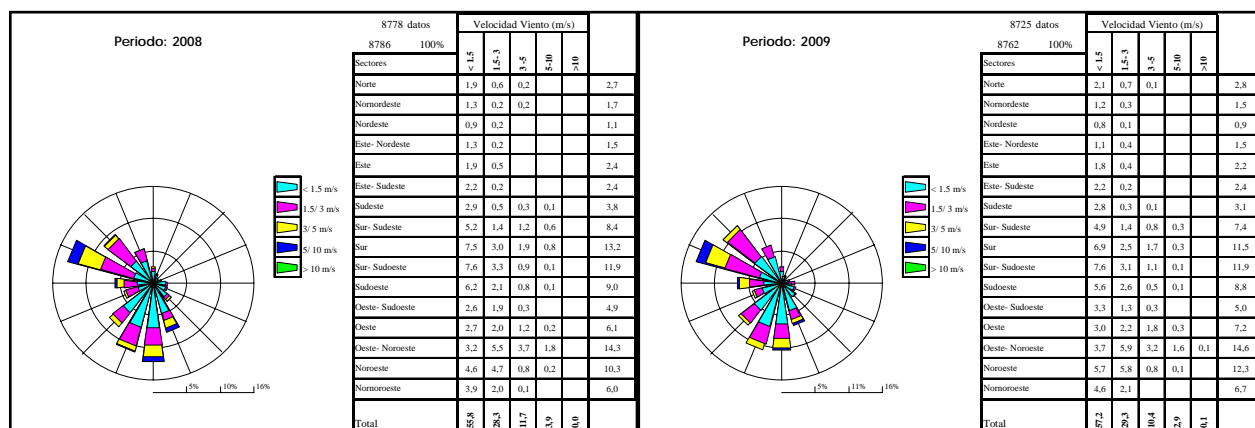 Periodo: 2008
8778 datos Velocidad Viento (m/s)
8786 100%
Sectores < 1.5 1.5- 3 3 -5 5-10 >10
Norte 1,9 0,6 0,2 2,7
Nornordeste 1,3 0,2 0,2 1,7
Nordeste 0,9 0,2 1,1
Este- Nordeste 1,3 0,2 1,5
Este 1,9 0,5 2,4
Este- Sudeste 2,2 0,2 2,4
Sudeste 2,9 0,5 0,3 0,1 3,8
Sur- Sudeste 5,2 1,4 1,2 0,6 8,4
Sur 7,5 3,0 1,9 0,8 13,2
Sur- Sudoeste 7,6 3,3 0,9 0,1 11,9
Sudoeste 6,2 2,1 0,8 0,1 9,0
Oeste- Sudoeste 2,6 1,9 0,3 4,9
Oeste 2,7 2,0 1,2 0,2 6,1
Oeste- Noroeste 3,2 5,5 3,7 1,8 14,3
Noroeste 4,6 4,7 0,8 0,2 10,3
Nornoroeste 3,9 2,0 0,1 6,0
Total 55,8 28,3 11,7 3,9 0,0
< 1.5 m/s
1.5/ 3 m/s
3/ 5 m/s
5/ 10 m/s
> 10 m/s
5% 10% 16%
Periodo: 2009
8725 datos Velocidad Viento (m/s)
8762 100%
Sectores < 1.5 1.5- 3 3 -5 5-10 >10
Norte 2,1 0,7 0,1 2,8
Nornordeste 1,2 0,3 1,5
Nordeste 0,8 0,1 0,9
Este- Nordeste 1,1 0,4 1,5
Este 1,8 0,4 2,2
Este- Sudeste 2,2 0,2 2,4
Sudeste 2,8 0,3 0,1 3,1
Sur- Sudeste 4,9 1,4 0,8 0,3 7,4
Sur 6,9 2,5 1,7 0,3 11,5
Sur- Sudoeste 7,6 3,1 1,1 0,1 11,9
Sudoeste 5,6 2,6 0,5 0,1 8,8
Oeste- Sudoeste 3,3 1,3 0,3 5,0
Oeste 3,0 2,2 1,8 0,3 7,2
Oeste- Noroeste 3,7 5,9 3,2 1,6 0,1 14,6
Noroeste 5,7 5,8 0,8 0,1 12,3
Nornoroeste 4,6 2,1 6,7
Total 57,2 29,3 10,4 2,9 0,1
< 1.5 m/s
1.5/ 3 m/s
3/ 5 m/s
5/ 10 m/s
> 10 m/s
5% 11% 16%